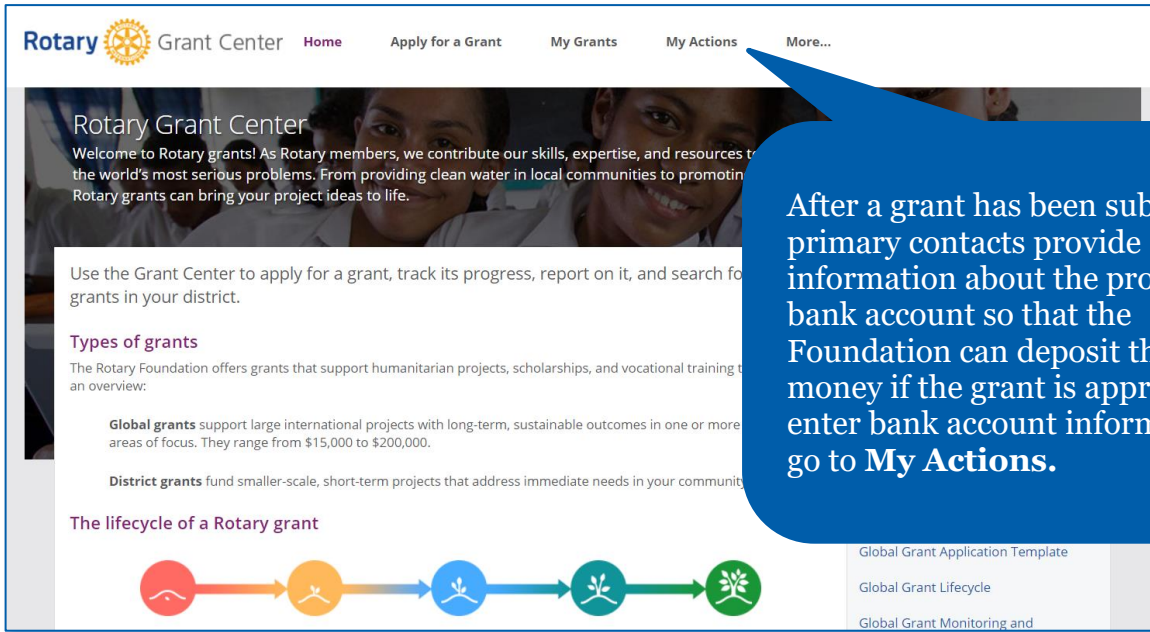 Rotary Grant Center Home Apply for a Grant My Grants My Actions More...
Rotary Grant Center
Welcome to Rotary grants! As Rotary members, we contribute our skills, expertise, and resources
the world's most serious problems. From providing clean water in local communities to promotin
Rotary grants can bring your project ideas to life.
Use the Grant Center to apply for a grant, track its progress, report on it, and search fo
grants in your district.
Types of grants
The Rotary Foundation offers grants that support humanitarian projects, scholarships, and vocational training
an overview:
Global grants support large international projects with long-term, sustainable outcomes in one or more
areas of focus. They range from $15,000 to $200,000.
District grants fund smaller-scale, short-term projects that address immediate needs in your community
The lifecycle of a Rotary grant
After a grant has been sub
primary contacts provide
information about the pro
bank account so that the
Foundation can deposit th
money if the grant is appr
enter bank account inform
go to My Actions.
Global Grant Application Template
Global Grant Lifecycle
Global Grant Monitoring and